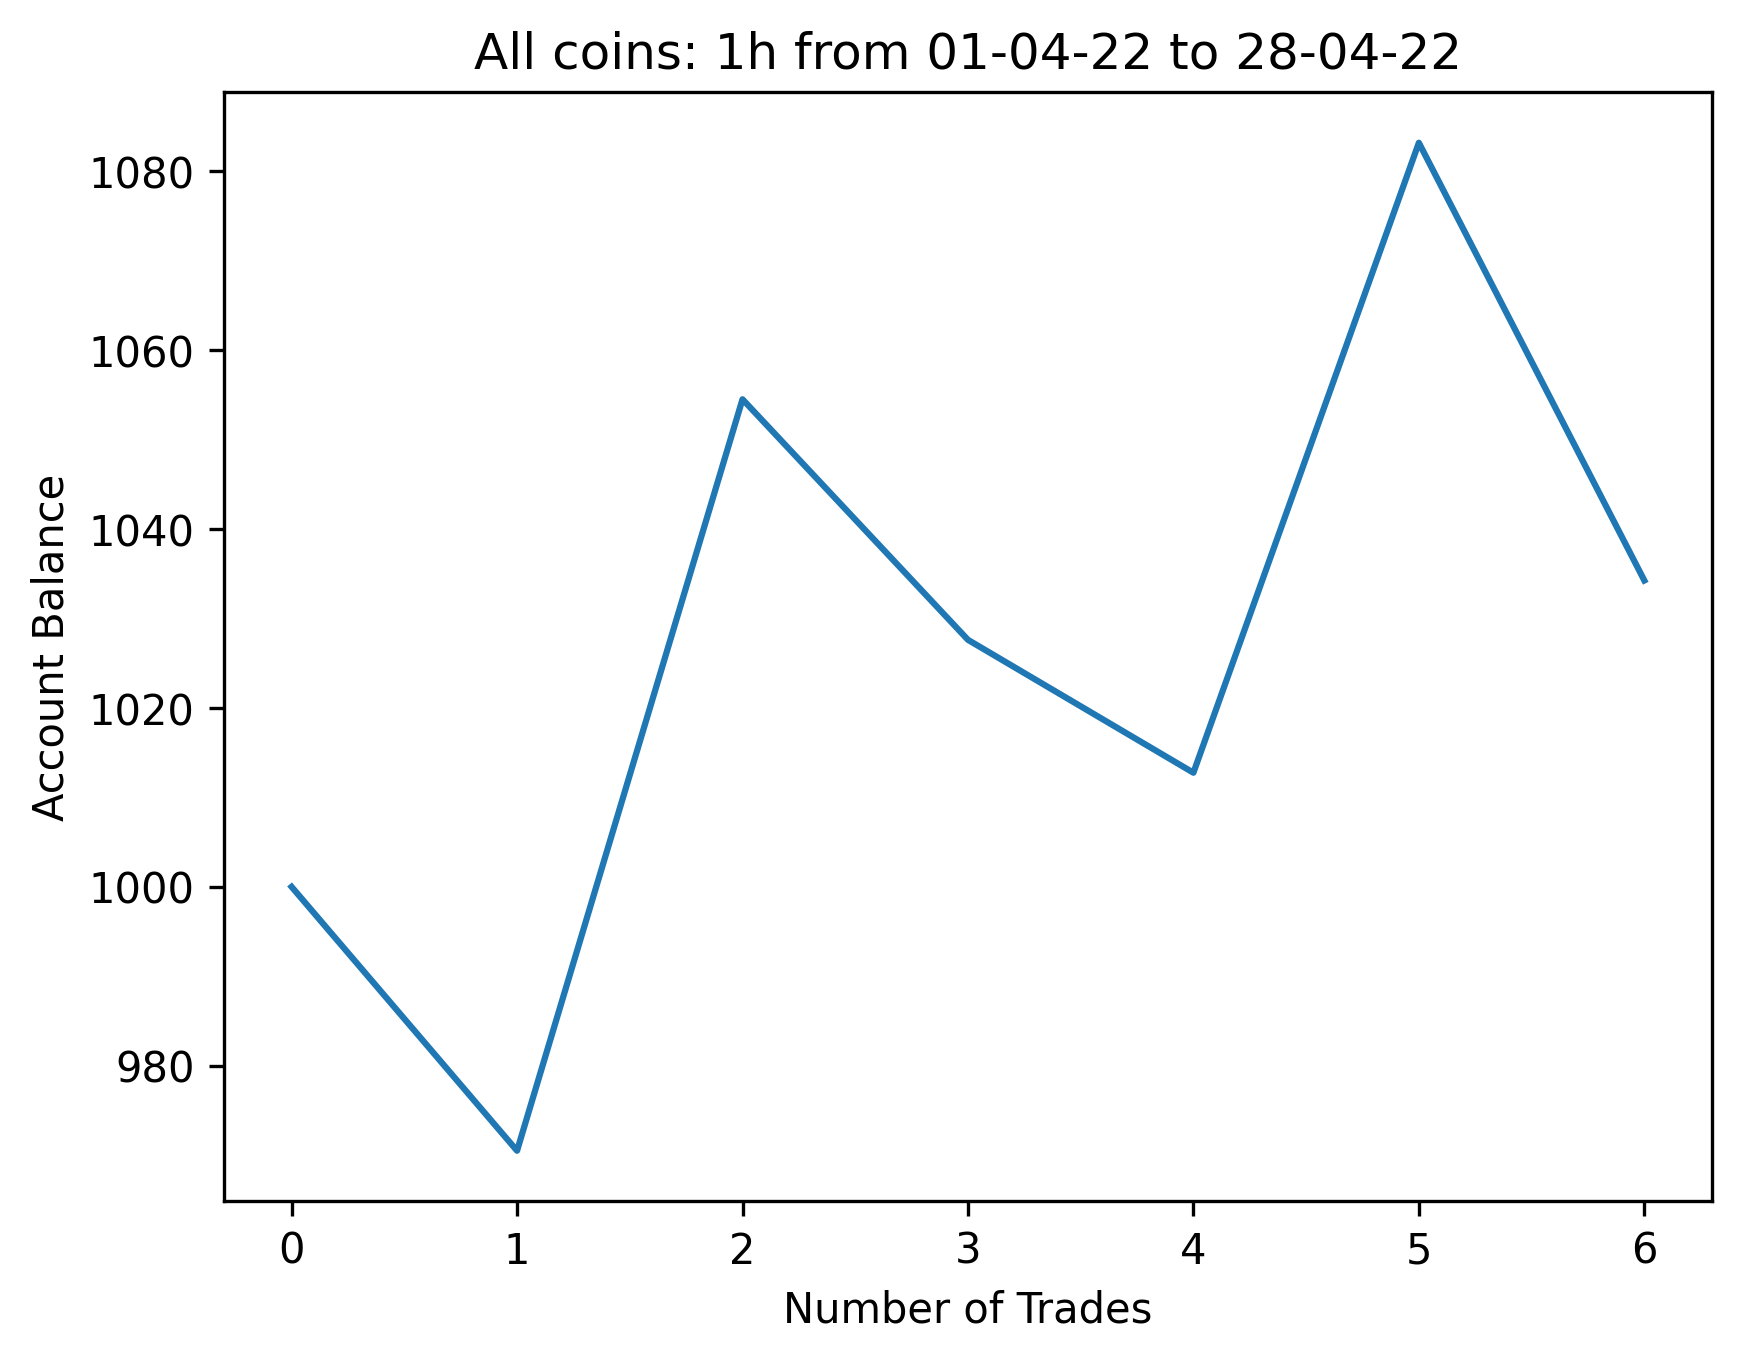 All coins: 1h from 01-04-22 to 28-04-22
1080
1060
1040
1020
1000
980
Account Balance
0 1 2 3 4 5 6
Number of Trades